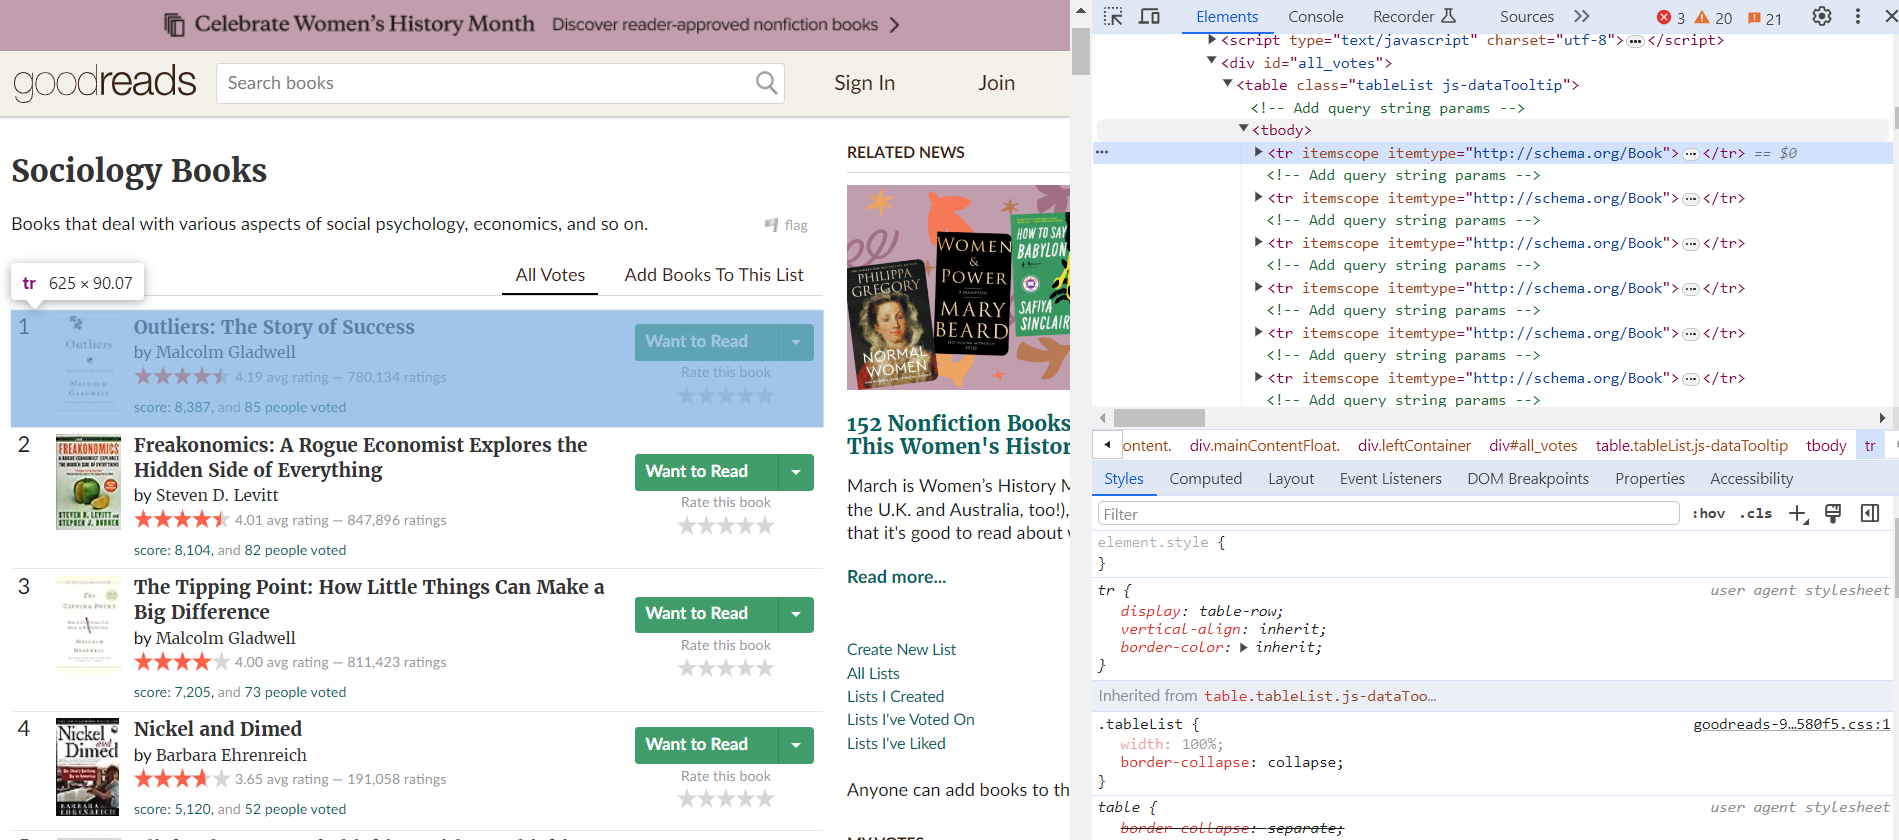 Celebrate Women's History Month Discover reader-approved nonfiction books
goodreads
Search books
Sign In
Join
Sociology Books
Books that deal with various aspects of social psychology, economics, and so on.
flag
tr 625 × 90.07
All Votes
Add Books To This List
1
Outliers
MALCOLM
GLADWELL
Outliers: The Story of Success
by Malcolm Gladwell
4.19 avg rating — 780,134 ratings
score: 8,387, and 85 people voted
Want to Read
Rate this book
2
FREAKONOMICS
STEVEN D. LEVITT
STEPHEN J. DUBNER
Freakonomics: A Rogue Economist Explores the
Hidden Side of Everything
by Steven D. Levitt
4.01 avg rating — 847,896 ratings
score: 8,104, and 82 people voted
Want to Read
Rate this book
3
The
TIPPING POINT
MALCOLM
GLADWELL
The Tipping Point: How Little Things Can Make a
Big Difference
by Malcolm Gladwell
4.00 avg rating — 811,423 ratings
score: 7,205, and 73 people voted
Want to Read
Rate this book
4
Nickel
and
Dimed
BARBARA
EHRENREICH
Nickel and Dimed
by Barbara Ehrenreich
3.65 avg rating — 191,058 ratings
score: 5,120, and 52 people voted
Want to Read
Rate this book
RELATED NEWS
PHILIPPA
GREGORY
NORMAL
WOMEN
WOMEN
& POWER
MARY
BEARD
HOW TO SAY
BABYLON
SAFIYA
SINCLAIR
152 Nonfiction Books
This Women's Histor
March is Women's History M
the U.K. and Australia, too!),
that it's good to read about
Read more...
Create New List
All Lists
Lists I Created
Lists I've Voted On
Lists I've Liked
Anyone can add books to th
Elements
Console
Recorder
Sources
3
20
21
<script type="text/javascript" charset="utf-8">…</script>
<div id="all_votes">
<table class="tableList js-dataTooltip">
<!-- Add query string params -->
<tbody>
<tr itemscope itemtype="http://schema.org/Book">…</tr> == $0
<!-- Add query string params -->
<tr itemscope itemtype="http://schema.org/Book">…</tr>
<!-- Add query string params -->
<tr itemscope itemtype="http://schema.org/Book">…</tr>
<!-- Add query string params -->
<tr itemscope itemtype="http://schema.org/Book">…</tr>
<!-- Add query string params -->
<tr itemscope itemtype="http://schema.org/Book">…</tr>
<!-- Add query string params -->
<tr itemscope itemtype="http://schema.org/Book">…</tr>
<!-- Add query string params -->
ontent. div.mainContentFloat. div.leftContainer div#all_votes table.tableList.js-dataTooltip tbody tr
Styles Computed Layout Event Listeners DOM Breakpoints Properties Accessibility
Filter
:hov .cls
element.style {
}
tr { user agent stylesheet
display: table-row;
vertical-align: inherit;
border-color: inherit;
}
Inherited from table.tableList.js-dataToo…
.tableList { goodreads-9…580f5.css:1
width: 100%;
border-collapse: collapse;
}
table { user agent stylesheet
border-collapse: separate;